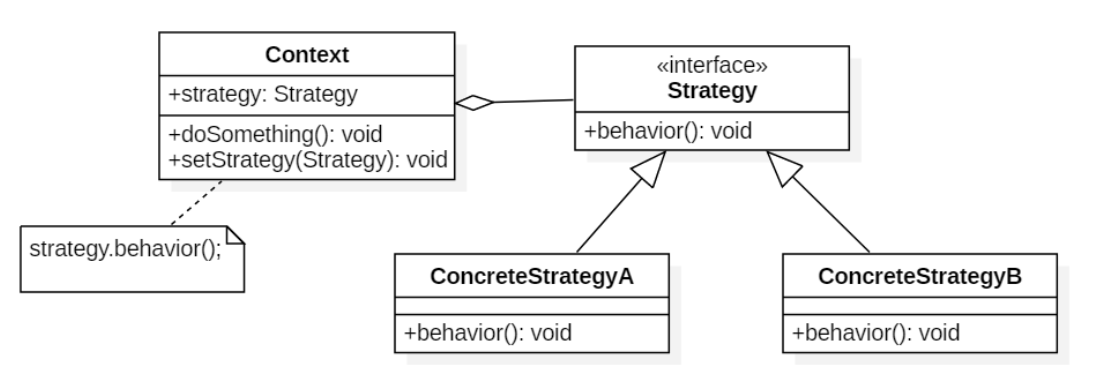 Context
+strategy: Strategy
+doSomething(): void
+setStrategy(Strategy): void
«interface»
Strategy
+behavior(): void
strategy.behavior();
ConcreteStrategyA
+behavior(): void
ConcreteStrategyB
+behavior(): void